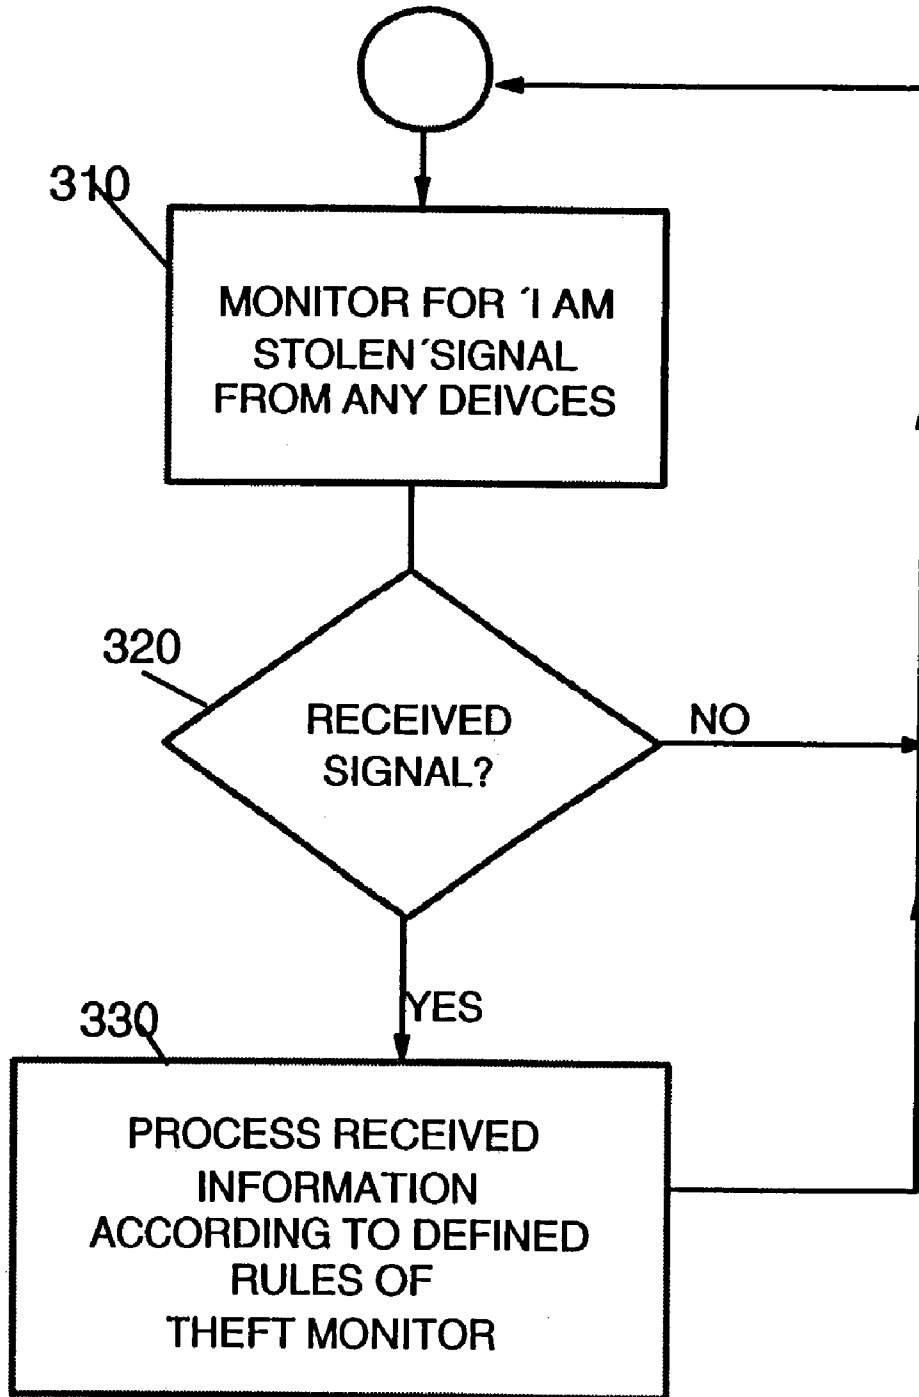 310
MONITOR FOR ´I AM
STOLEN´SIGNAL
FROM ANY DEIVCES
320
RECEIVED
SIGNAL?
NO
YES
330
PROCESS RECEIVED
INFORMATION
ACCORDING TO DEFINED
RULES OF
THEFT MONITOR